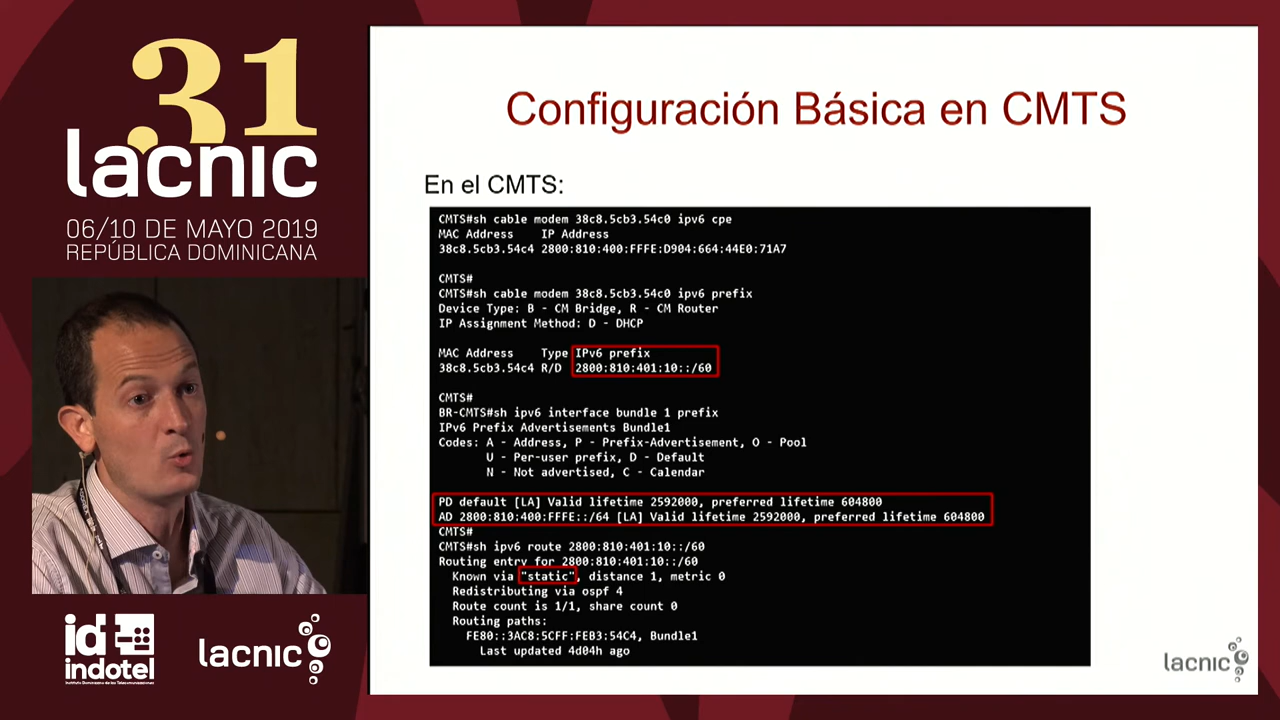 31
lacnic
06/10 DE MAYO 2019
REPÚBLICA DOMINICANA
Configuración Básica en CMTS
En el CMTS:
CMTS#sh cable modem 38c8.5cb3.54c0 ipv6 cpe
MAC Address IP Address
38c8.5cb3.54c4 2800:810:400:FFFE:D904:664:44E0:71A7
CMTS#
CMTS#sh cable modem 38c8.5cb3.54c0 ipv6 prefix
Device Type: B - CM Bridge, R - CM Router
IP Assignment Method: D - DHCP
MAC Address Type IPv6 prefix
38c8.5cb3.54c4 R/D 2800:810:401:10::/60
CMTS#
BR-CMTS#sh ipv6 interface bundle 1 prefix
IPv6 Prefix Advertisements Bundle1
Codes: A - Address, P - Prefix-Advertisement, O - Pool
U - Per-user prefix, D - Default
N - Not advertised, C - Calendar
PD default [LA] Valid lifetime 2592000, preferred lifetime 604800
AD 2800:810:400:FFFE::/64 [LA] Valid lifetime 2592000, preferred lifetime 604800
CMTS#
CMTS#sh ipv6 route 2800:810:401:10::/60
Routing entry for 2800:810:401:10::/60
Known via "static", distance 1, metric 0
Redistributing via ospf 4
Route count is 1/1, share count 0
Routing paths:
FE80::3AC8:5CFF:FEB3:54C4, Bundle1
Last updated 4d04h ago
id
indotel
Instituto Dominicano de las Telecomunicaciones
lacnic
lacnic